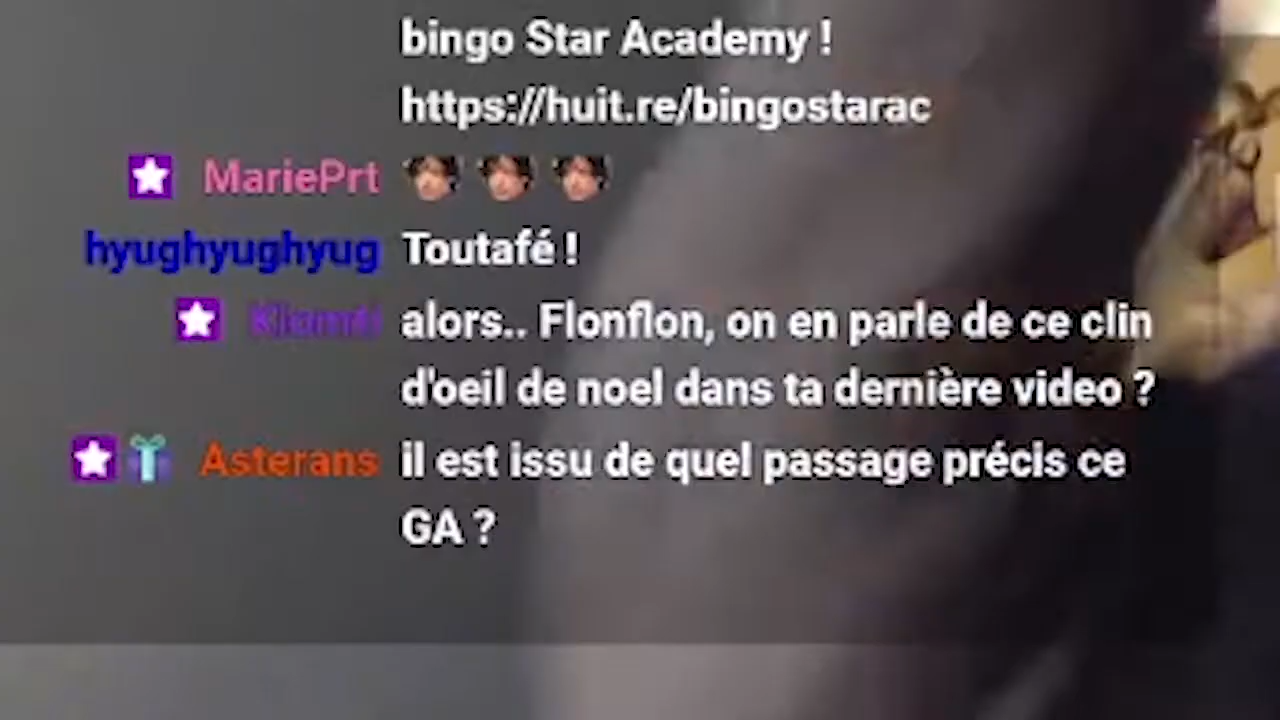 bingo Star Academy !
https://huit.re/bingostarac
MariePrt
hyughyughyug Toutafé !
alors.. Flonflon, on en parle de ce clin
d'oeil de noel dans ta dernière video ?
Asterans il est issu de quel passage précis ce
GA ?